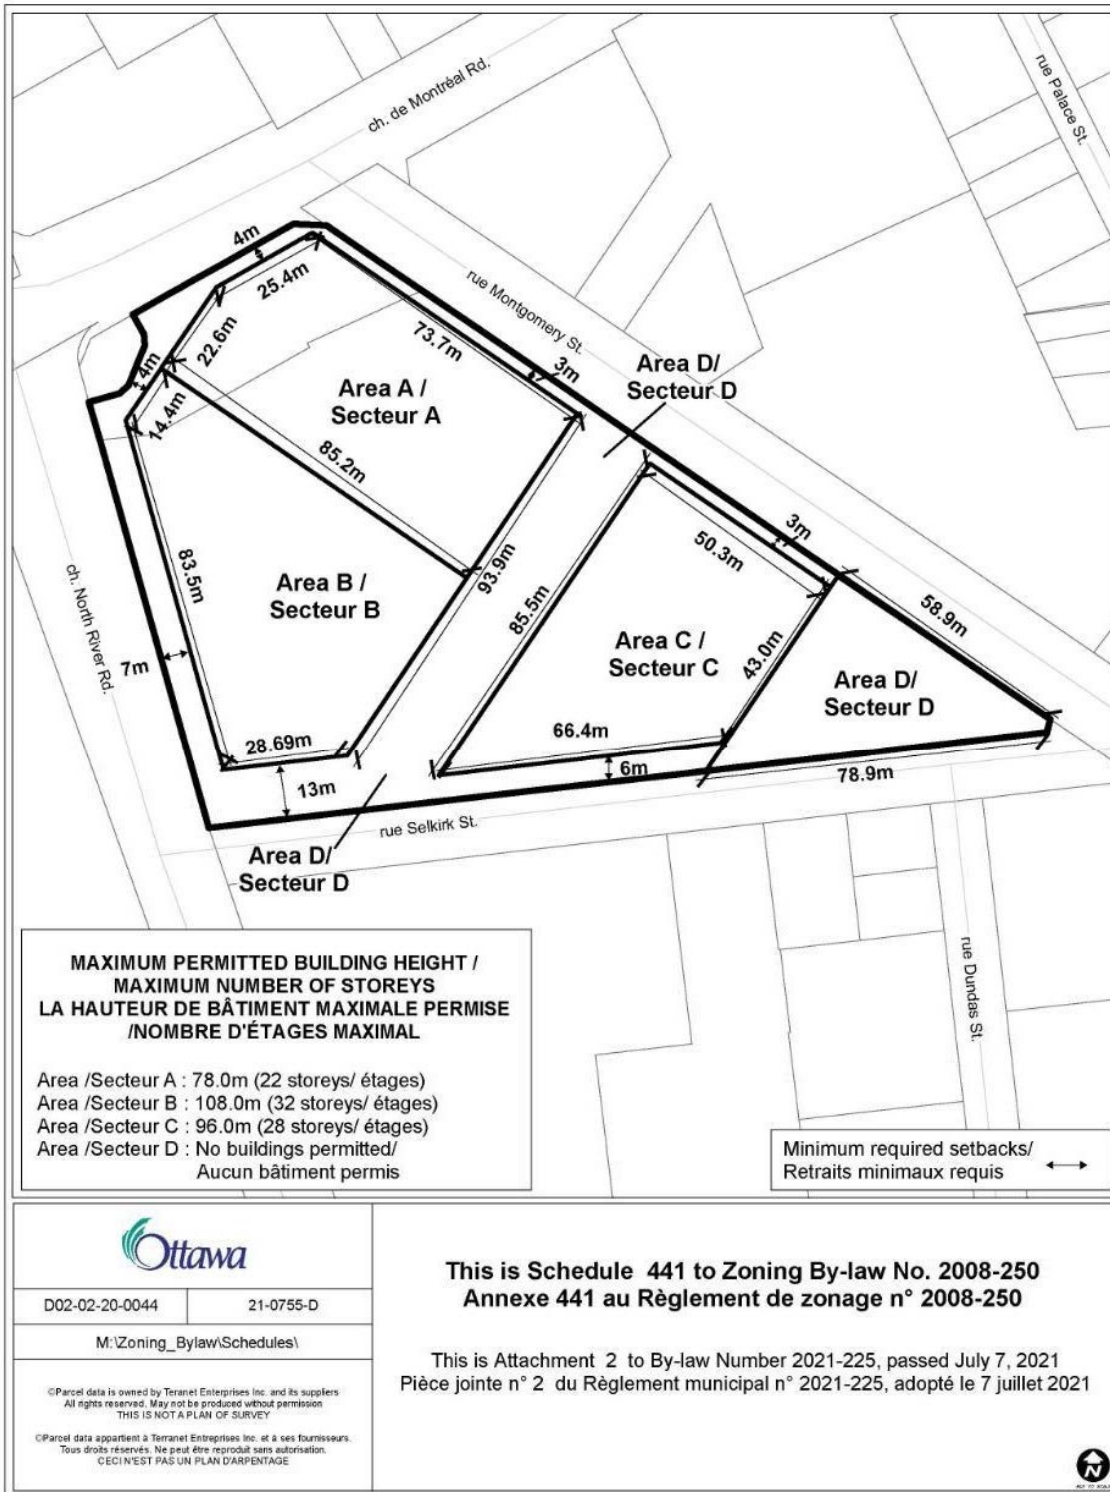 ch. de Montréal Rd.
rue Palace St.
4m
25.4m
rue Montgomery St.
22.6m
73.7m
4m
3m
Area D/
Secteur D
Area A /
Secteur A
14.4m
85.2m
3m
50.3m
83.5m
93.9m
ch. North River Rd.
Area B /
Secteur B
85.5m
58.9m
Area C /
Secteur C
43.0m
7m
Area D/
Secteur D
28.69m
66.4m
6m
13m
78.9m
rue Selkirk St.
Area D/
Secteur D
rue Dundas St.
MAXIMUM PERMITTED BUILDING HEIGHT /
MAXIMUM NUMBER OF STOREYS
LA HAUTEUR DE BÂTIMENT MAXIMALE PERMISE
/NOMBRE D'ÉTAGES MAXIMAL
Area /Secteur A : 78.0m (22 storeys/ étages)
Area /Secteur B : 108.0m (32 storeys/ étages)
Area /Secteur C : 96.0m (28 storeys/ étages)
Area /Secteur D : No buildings permitted/
Aucun bâtiment permis
Minimum required setbacks/
Retraits minimaux requis
Ottawa
D02-02-20-0044
21-0755-D
M:\Zoning_Bylaw\Schedules\
©Parcel data is owned by Teranet Enterprises Inc. and its suppliers
All rights reserved. May not be produced without permission
THIS IS NOT A PLAN OF SURVEY
©Parcel data appartient à Terranet Entreprises Inc. et à ses fournisseurs.
Tous droits réservés. Ne peut être reproduit sans autorisation.
CECI N'EST PAS UN PLAN D'ARPENTAGE
This is Schedule 441 to Zoning By-law No. 2008-250
Annexe 441 au Règlement de zonage n° 2008-250
This is Attachment 2 to By-law Number 2021-225, passed July 7, 2021
Pièce jointe n° 2 du Règlement municipal n° 2021-225, adopté le 7 juillet 2021
N